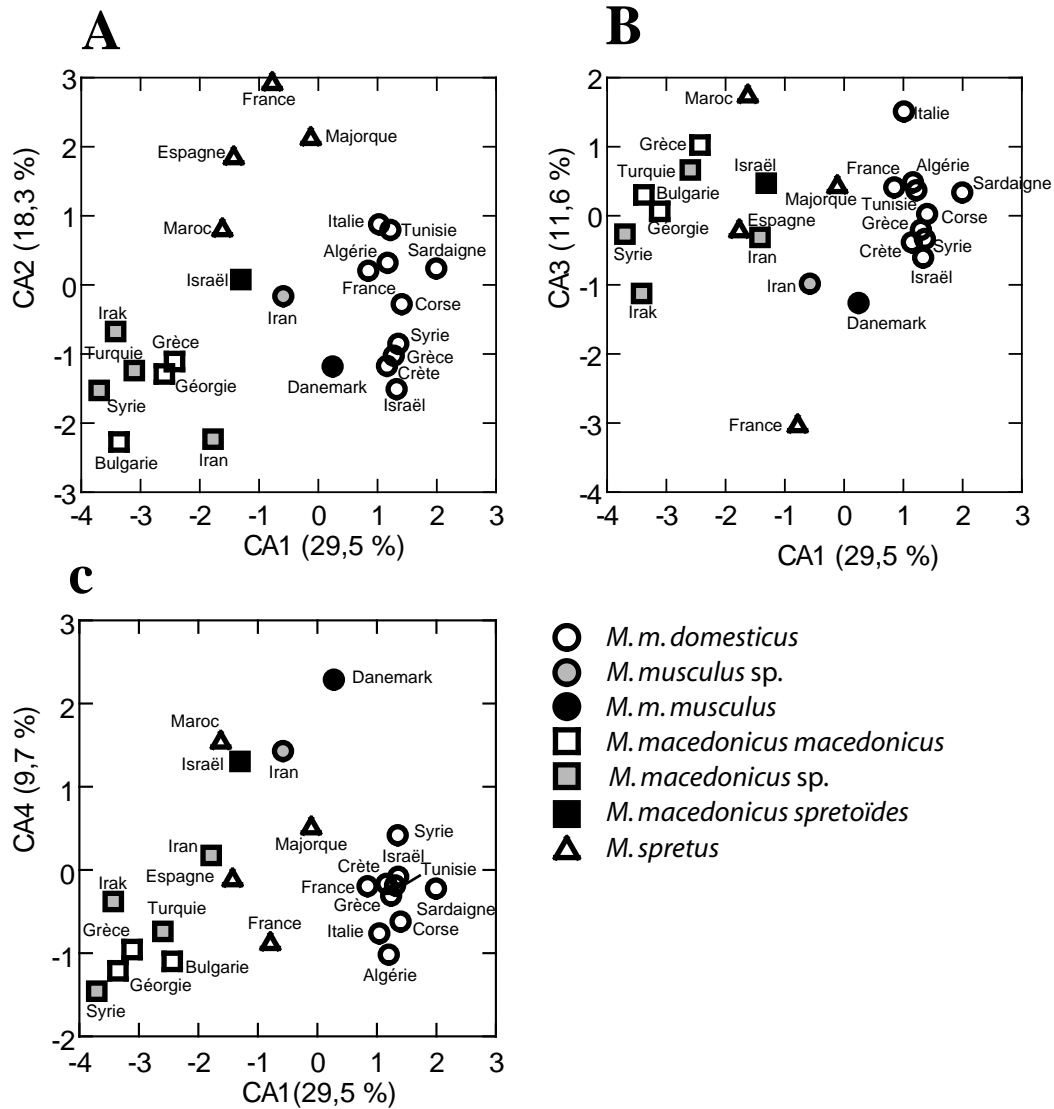 A
3
2
1
0
-1
-2
-3
CA2 (18,3 %)
France
Majorque
Espagne
Maroc
Italie
Tunisie
Algérie
Sardaigne
Israël
France
Iran
Corse
Irak
Grèce
Syrie
Turquie
Grèce
Géorgie
Danemark
Crète
Syrie
Israël
Bulgarie
Iran
-4 -3 -2 -1 0 1 2 3
CA1 (29,5 %)
B
2
1
0
-1
-2
-3
-4
CA3 (11,6 %)
Maroc
Italie
Grèce
Israël
France
Algérie
Turquie
Sardaigne
Bulgarie
Majorque
Tunisie
Géorgie
Espagne
Grèce
Corse
Syrie
Iran
Crète
Syrie
Israël
Iran
Irak
Danemark
France
-4 -3 -2 -1 0 1 2 3
CA1 (29,5 %)
c
3
2
1
0
-1
-2
CA4 (9,7 %)
Danemark
Maroc
Israël
Iran
Syrie
Majorque
Iran
Crète
Israël
Tunisie
Espagne
France
Irak
Grèce
Sardaigne
Turquie
Grèce
France
Italie
Corse
Bulgarie
Géorgie
Algérie
Syrie
-4 -3 -2 -1 0 1 2 3
CA1(29,5 %)
M. m. domesticus
M. musculus sp.
M. m. musculus
M. macedonicus macedonicus
M. macedonicus sp.
M. macedonicus spretoïdes
M. spretus